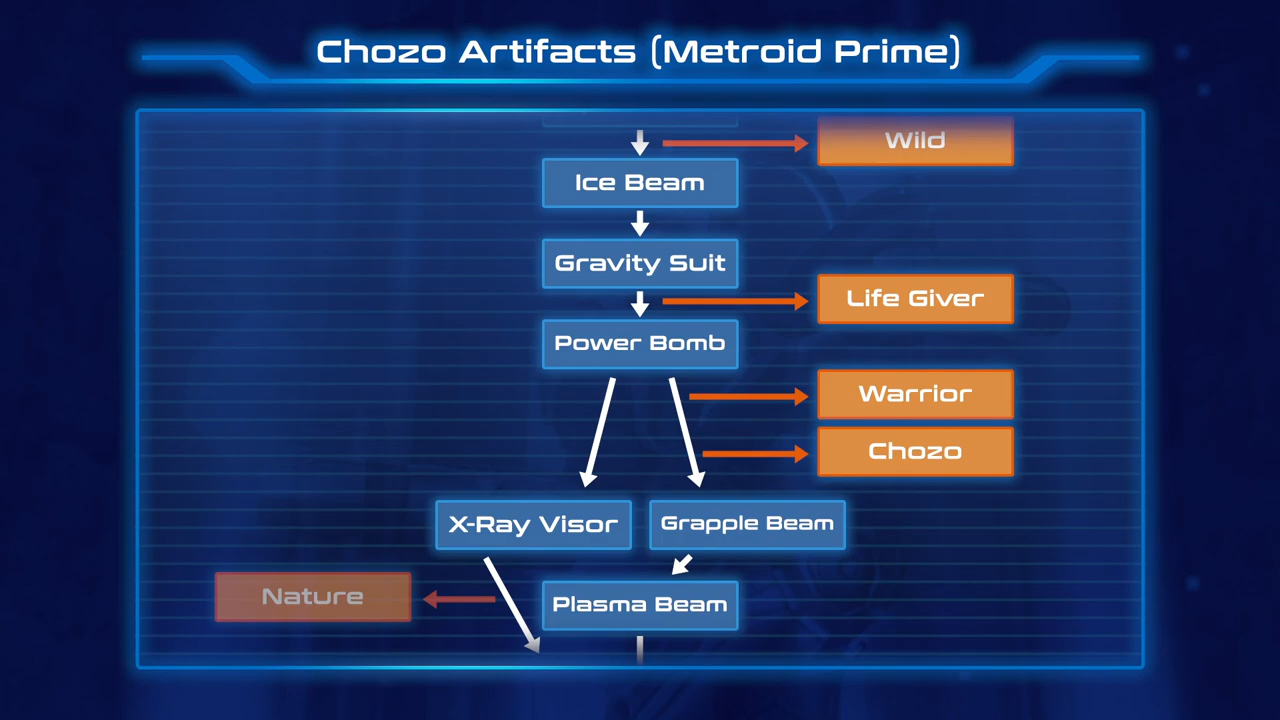 Chozo Artifacts (Metroid Prime)
Wild
Ice Beam
Gravity Suit
Life Giver
Power Bomb
Warrior
Chozo
X-Ray Visor
Grapple Beam
Nature
Plasma Beam